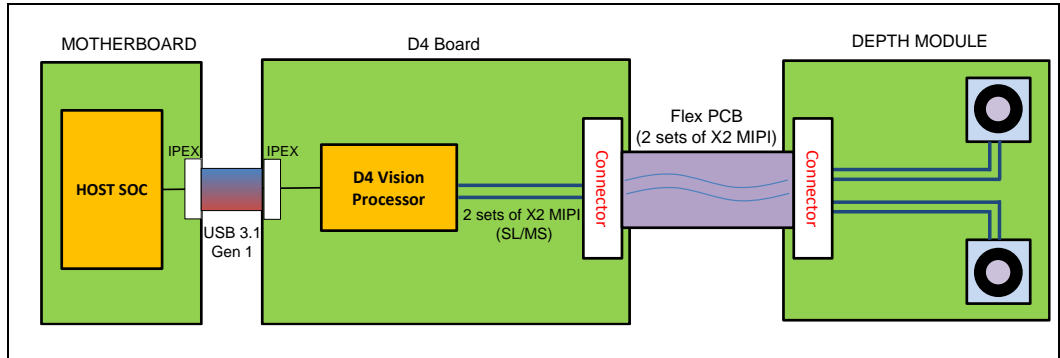 MOTHERBOARD
D4 Board
DEPTH MODULE
IPEX
IPEX
HOST SOC
USB 3.1
Gen 1
D4 Vision
Processor
2 sets of X2 MIPI
(SL/MS)
Connector
Flex PCB
(2 sets of X2 MIPI)
Connector